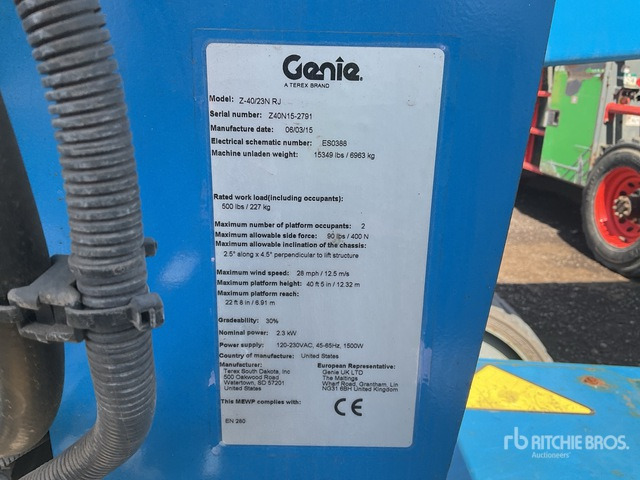 Genie.
A TEREX BRAND
Model: Z-40/23N RJ
Serial number: Z40N15-2791
Manufacture date: 06/03/15
Electrical schematic number: ES0388
Machine unladen weight: 15349 lbs / 6963 kg
Rated work load(including occupants):
500 lbs / 227 kg
Maximum number of platform occupants: 2
Maximum allowable side force: 90 lbs / 400 N
Maximum allowable inclination of the chassis:
2.5° along x 4.5° perpendicular to lift structure
Maximum wind speed: 28 mph / 12.5 m/s
Maximum platform height: 40 ft 5 in / 12.32 m
Maximum platform reach:
22 ft 8 in / 6.91 m
Gradeability: 30%
Nominal power: 2.3 kW
Power supply: 120-230VAC, 45-65Hz, 1500W
Country of manufacture: United States
Manufacturer: European Representative:
Terex South Dakota, Inc Genie UK LTD
500 Oakwood Road The Maltings
Watertown, SD 57201 Wharf Road, Grantham, Lin
United States NG31 6BH United Kingdom
This MEWP complies with: CE
EN 280
rb RITCHIE BROS.
Auctioneers